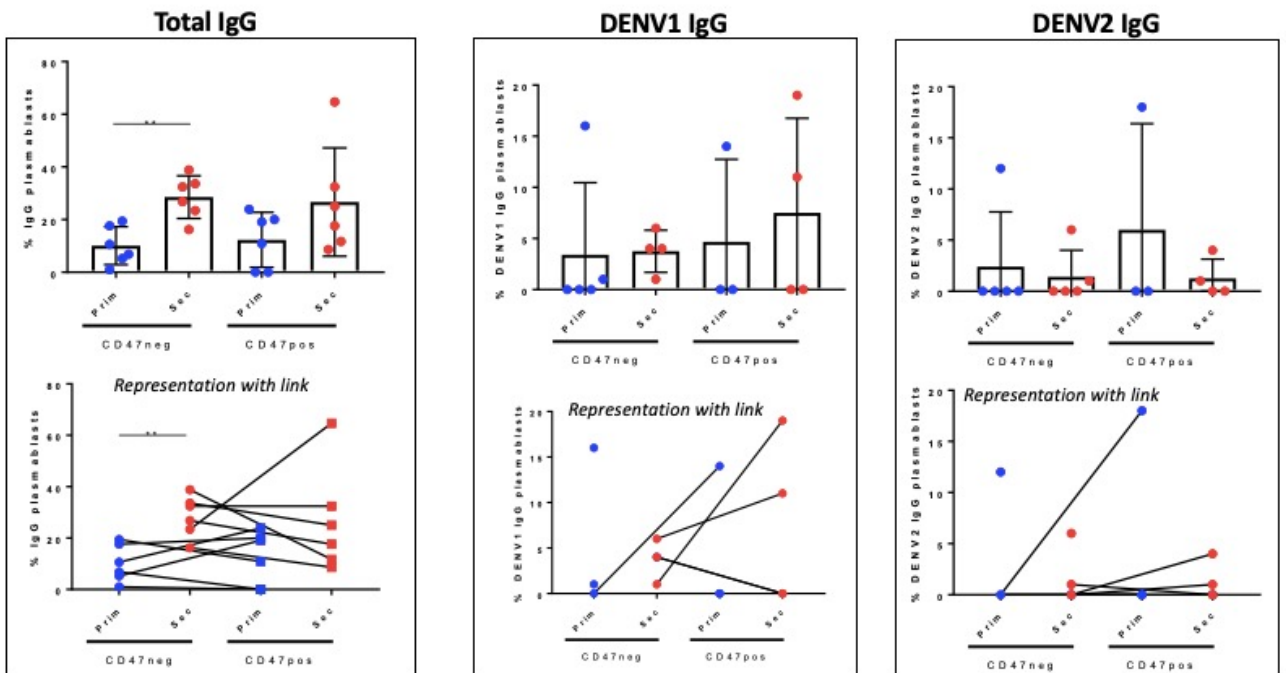 Total IgG
% IgG plasmablasts
80
60
40
20
0
**
Prim
Sec
Prim
Sec
CD47neg
CD47pos
Representation with link
% IgG plasmablasts
80
60
40
20
0
**
Prim
Sec
Prim
Sec
CD47neg
CD47pos
DENV1 IgG
% DENV1 IgG plasmablasts
20
15
10
5
0
Prim
Sec
Prim
Sec
CD47neg
CD47pos
Representation with link
% DENV1 IgG plasmablasts
20
15
10
5
0
Prim
Sec
Prim
Sec
CD47neg
CD47pos
DENV2 IgG
% DENV2 IgG plasmablasts
20
15
10
5
0
Prim
Sec
Prim
Sec
CD47neg
CD47pos
Representation with link
% DENV2 IgG plasmablasts
20
15
10
5
0
Prim
Sec
Prim
Sec
CD47neg
CD47pos